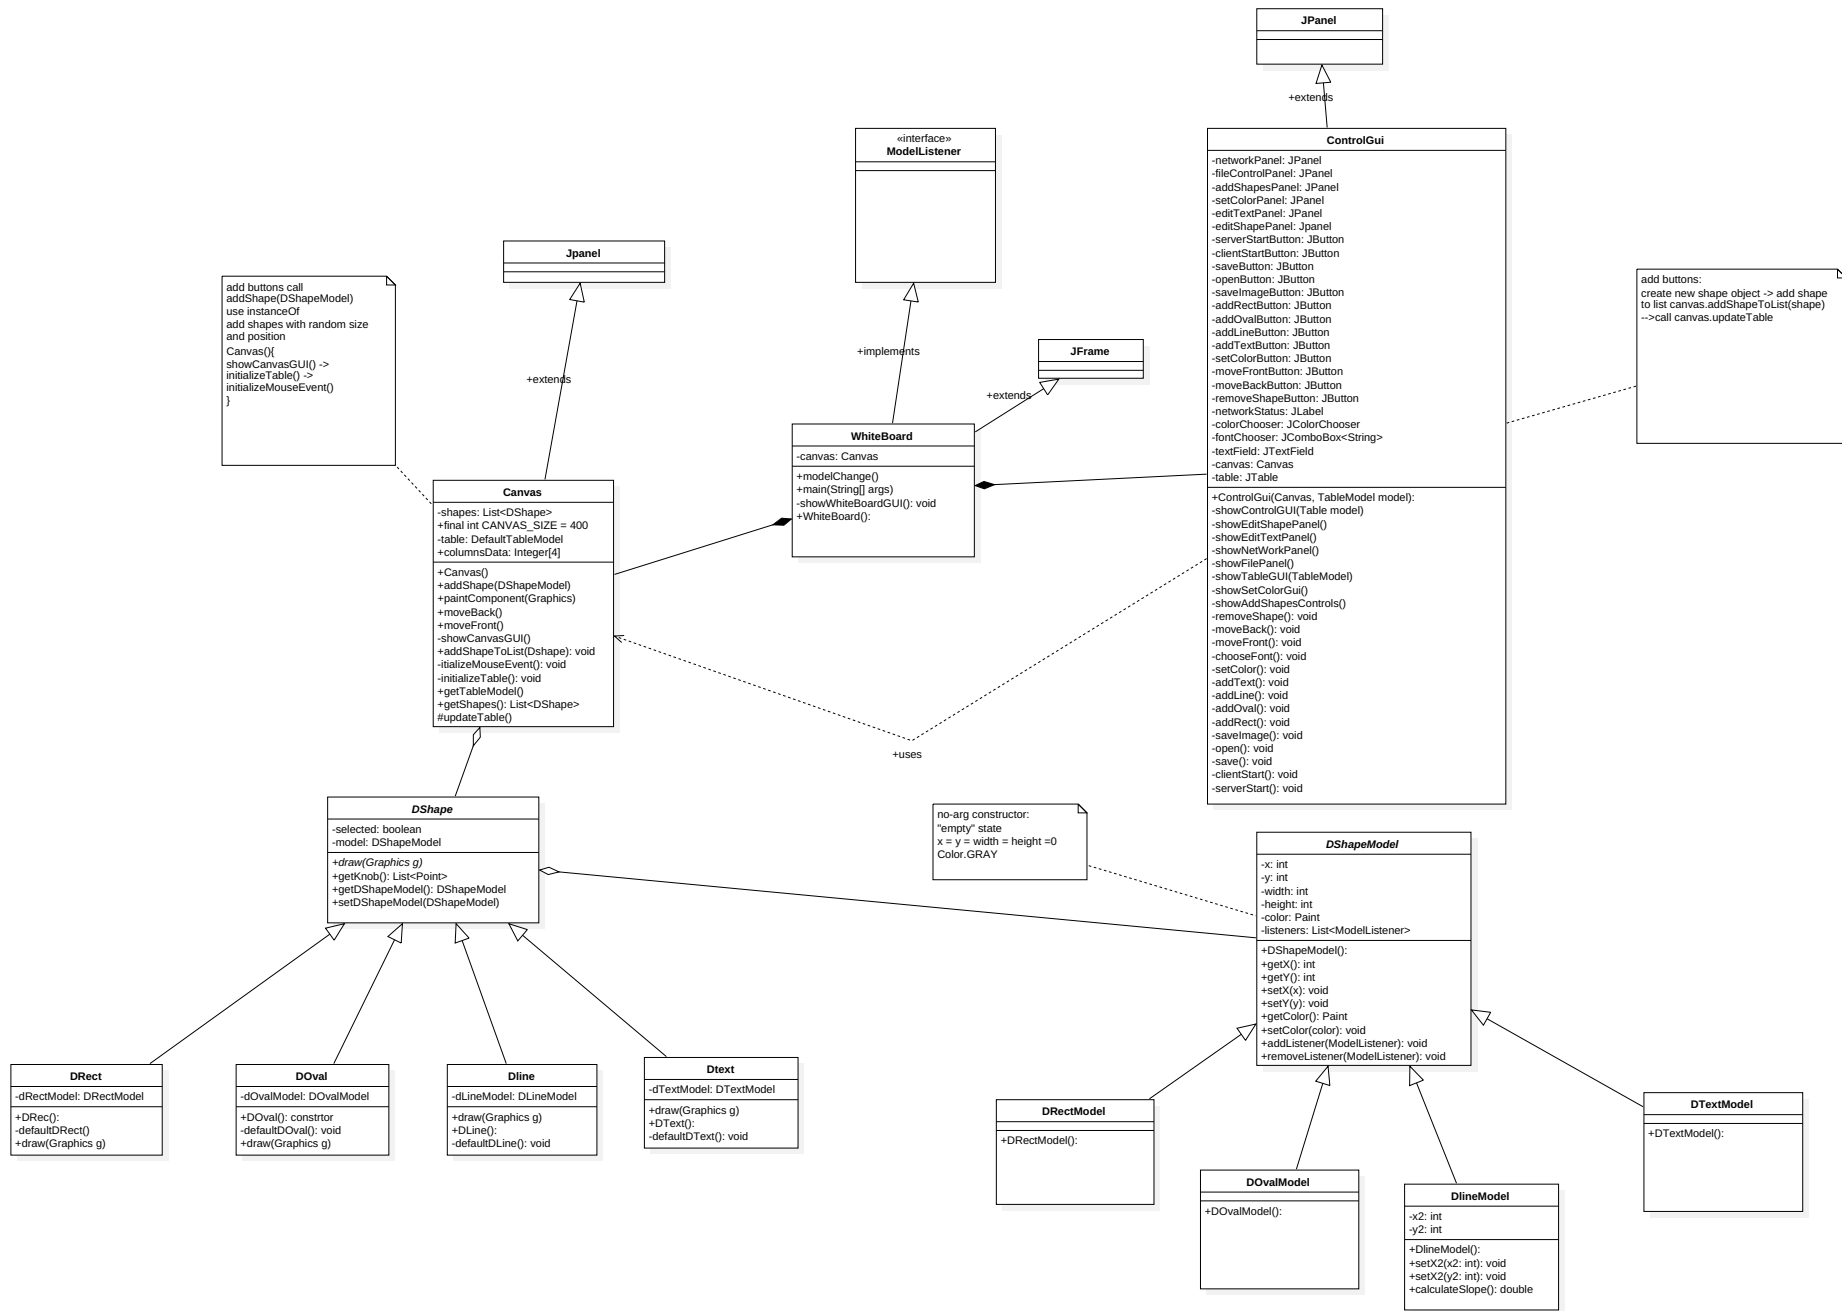 JPanel
+extends
«interface»
ModelListener
ControlGui
-networkPanel: JPanel
-fileControlPanel: JPanel
-addShapesPanel: JPanel
-setColorPanel: JPanel
-editTextPanel: JPanel
-editShapePanel: Jpanel
-serverStartButton: JButton
-clientStartButton: JButton
-saveButton: JButton
-openButton: JButton
-saveImageButton: JButton
-addRectButton: JButton
-addOvalButton: JButton
-addLineButton: JButton
-addTextButton: JButton
-setColorButton: JButton
-moveFrontButton: JButton
-moveBackButton: JButton
-removeShapeButton: JButton
-networkStatus: JLabel
-colorChooser: JColorChooser
-fontChooser: JComboBox<String>
-textField: JTextField
-canvas: Canvas
-table: JTable
+ControlGui(Canvas, TableModel model):
-showControlGUI(Table model)
-showEditShapePanel()
-showEditTextPanel()
-showNetWorkPanel()
-showFilePanel()
-showTableGUI(TableModel)
-showSetColorGui()
-showAddShapesControls()
-removeShape(): void
-moveBack(): void
-moveFront(): void
-chooseFont(): void
-setColor(): void
-addText(): void
-addLine(): void
-addOval(): void
-addRect(): void
-saveImage(): void
-open(): void
-save(): void
-clientStart(): void
-serverStart(): void
Jpanel
add buttons call
addShape(DShapeModel)
use instanceOf
add shapes with random size
and position
Canvas(){
showCanvasGUI() ->
initializeTable() ->
initializeMouseEvent()
}
add buttons:
create new shape object -> add shape
to list canvas.addShapeToList(shape)
-->call canvas.updateTable
+implements
JFrame
+extends
+extends
WhiteBoard
-canvas: Canvas
+modelChange()
+main(String[] args)
-showWhiteBoardGUI(): void
+WhiteBoard():
Canvas
-shapes: List<DShape>
+final int CANVAS_SIZE = 400
-table: DefaultTableModel
+columnsData: Integer[4]
+Canvas()
+addShape(DShapeModel)
+paintComponent(Graphics)
+moveBack()
+moveFront()
-showCanvasGUI()
+addShapeToList(Dshape): void
-itializeMouseEvent(): void
-initializeTable(): void
+getTableModel()
+getShapes(): List<DShape>
#updateTable()
+uses
DShape
-selected: boolean
-model: DShapeModel
+draw(Graphics g)
+getKnob(): List<Point>
+getDShapeModel(): DShapeModel
+setDShapeModel(DShapeModel)
no-arg constructor:
"empty" state
x = y = width = height =0
Color.GRAY
DShapeModel
-x: int
-y: int
-width: int
-height: int
-color: Paint
-listeners: List<ModelListener>
+DShapeModel():
+getX(): int
+getY(): int
+setX(x): void
+setY(y): void
+getColor(): Paint
+setColor(color): void
+addListener(ModelListener): void
+removeListener(ModelListener): void
DRect
-dRectModel: DRectModel
+DRec():
-defaultDRect()
+draw(Graphics g)
DOval
-dOvalModel: DOvalModel
+DOval(): constrtor
-defaultDOval(): void
+draw(Graphics g)
Dline
-dLineModel: DLineModel
+draw(Graphics g)
+DLine():
-defaultDLine(): void
Dtext
-dTextModel: DTextModel
+draw(Graphics g)
+DText():
-defaultDText(): void
DRectModel
+DRectModel():
DOvalModel
+DOvalModel():
DlineModel
-x2: int
-y2: int
+DlineModel():
+setX2(x2: int): void
+setX2(y2: int): void
+calculateSlope(): double
DTextModel
+DTextModel():